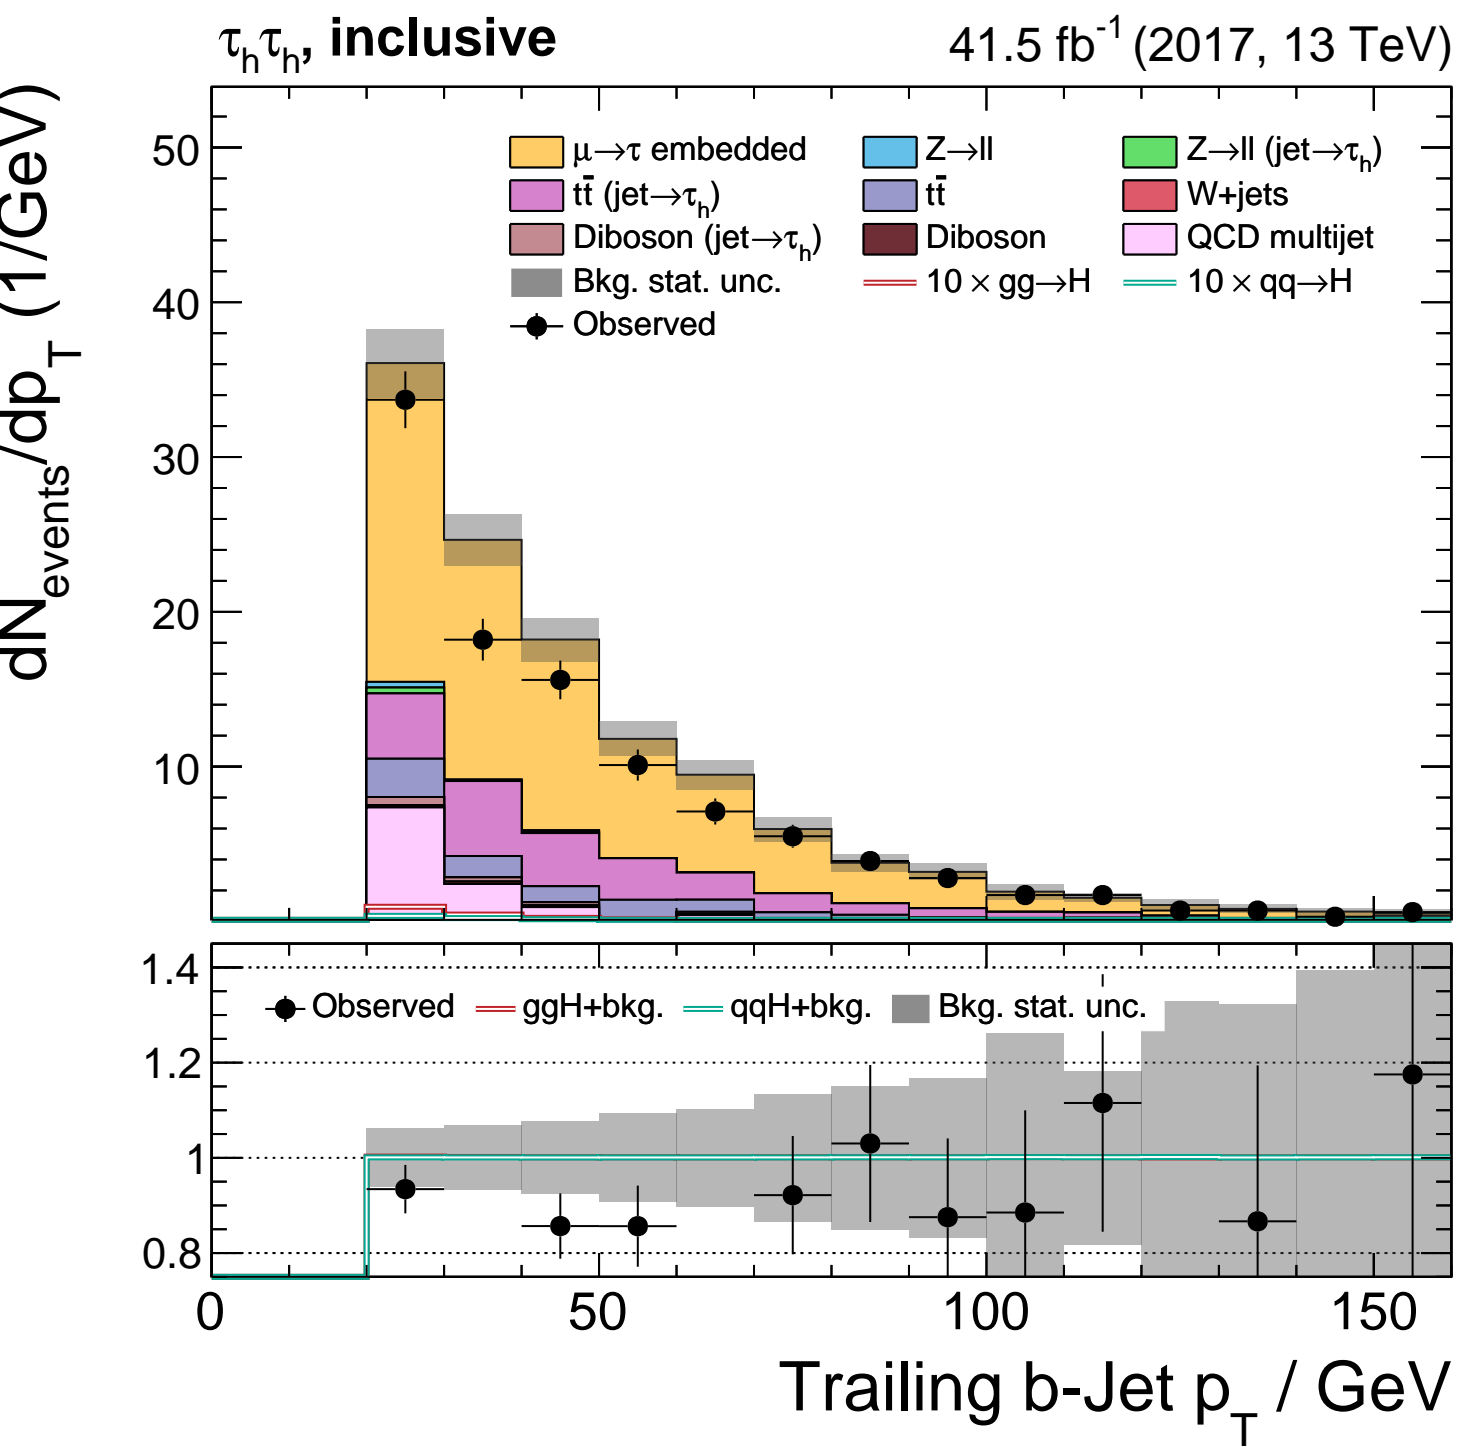 τhτh, inclusive
41.5 fb-1 (2017, 13 TeV)
dNevents/dpT (1/GeV)
50
40
30
20
10
μ→τ embedded
Z→ll
Z→ll (jet→τh)
tt̄ (jet→τh)
tt̄
W+jets
Diboson (jet→τh)
Diboson
QCD multijet
Bkg. stat. unc.
10 × gg→H
10 × qq→H
Observed
1.4
1.2
1
0.8
Observed
ggH+bkg.
qqH+bkg.
Bkg. stat. unc.
0
50
100
150
Trailing b-Jet pT / GeV